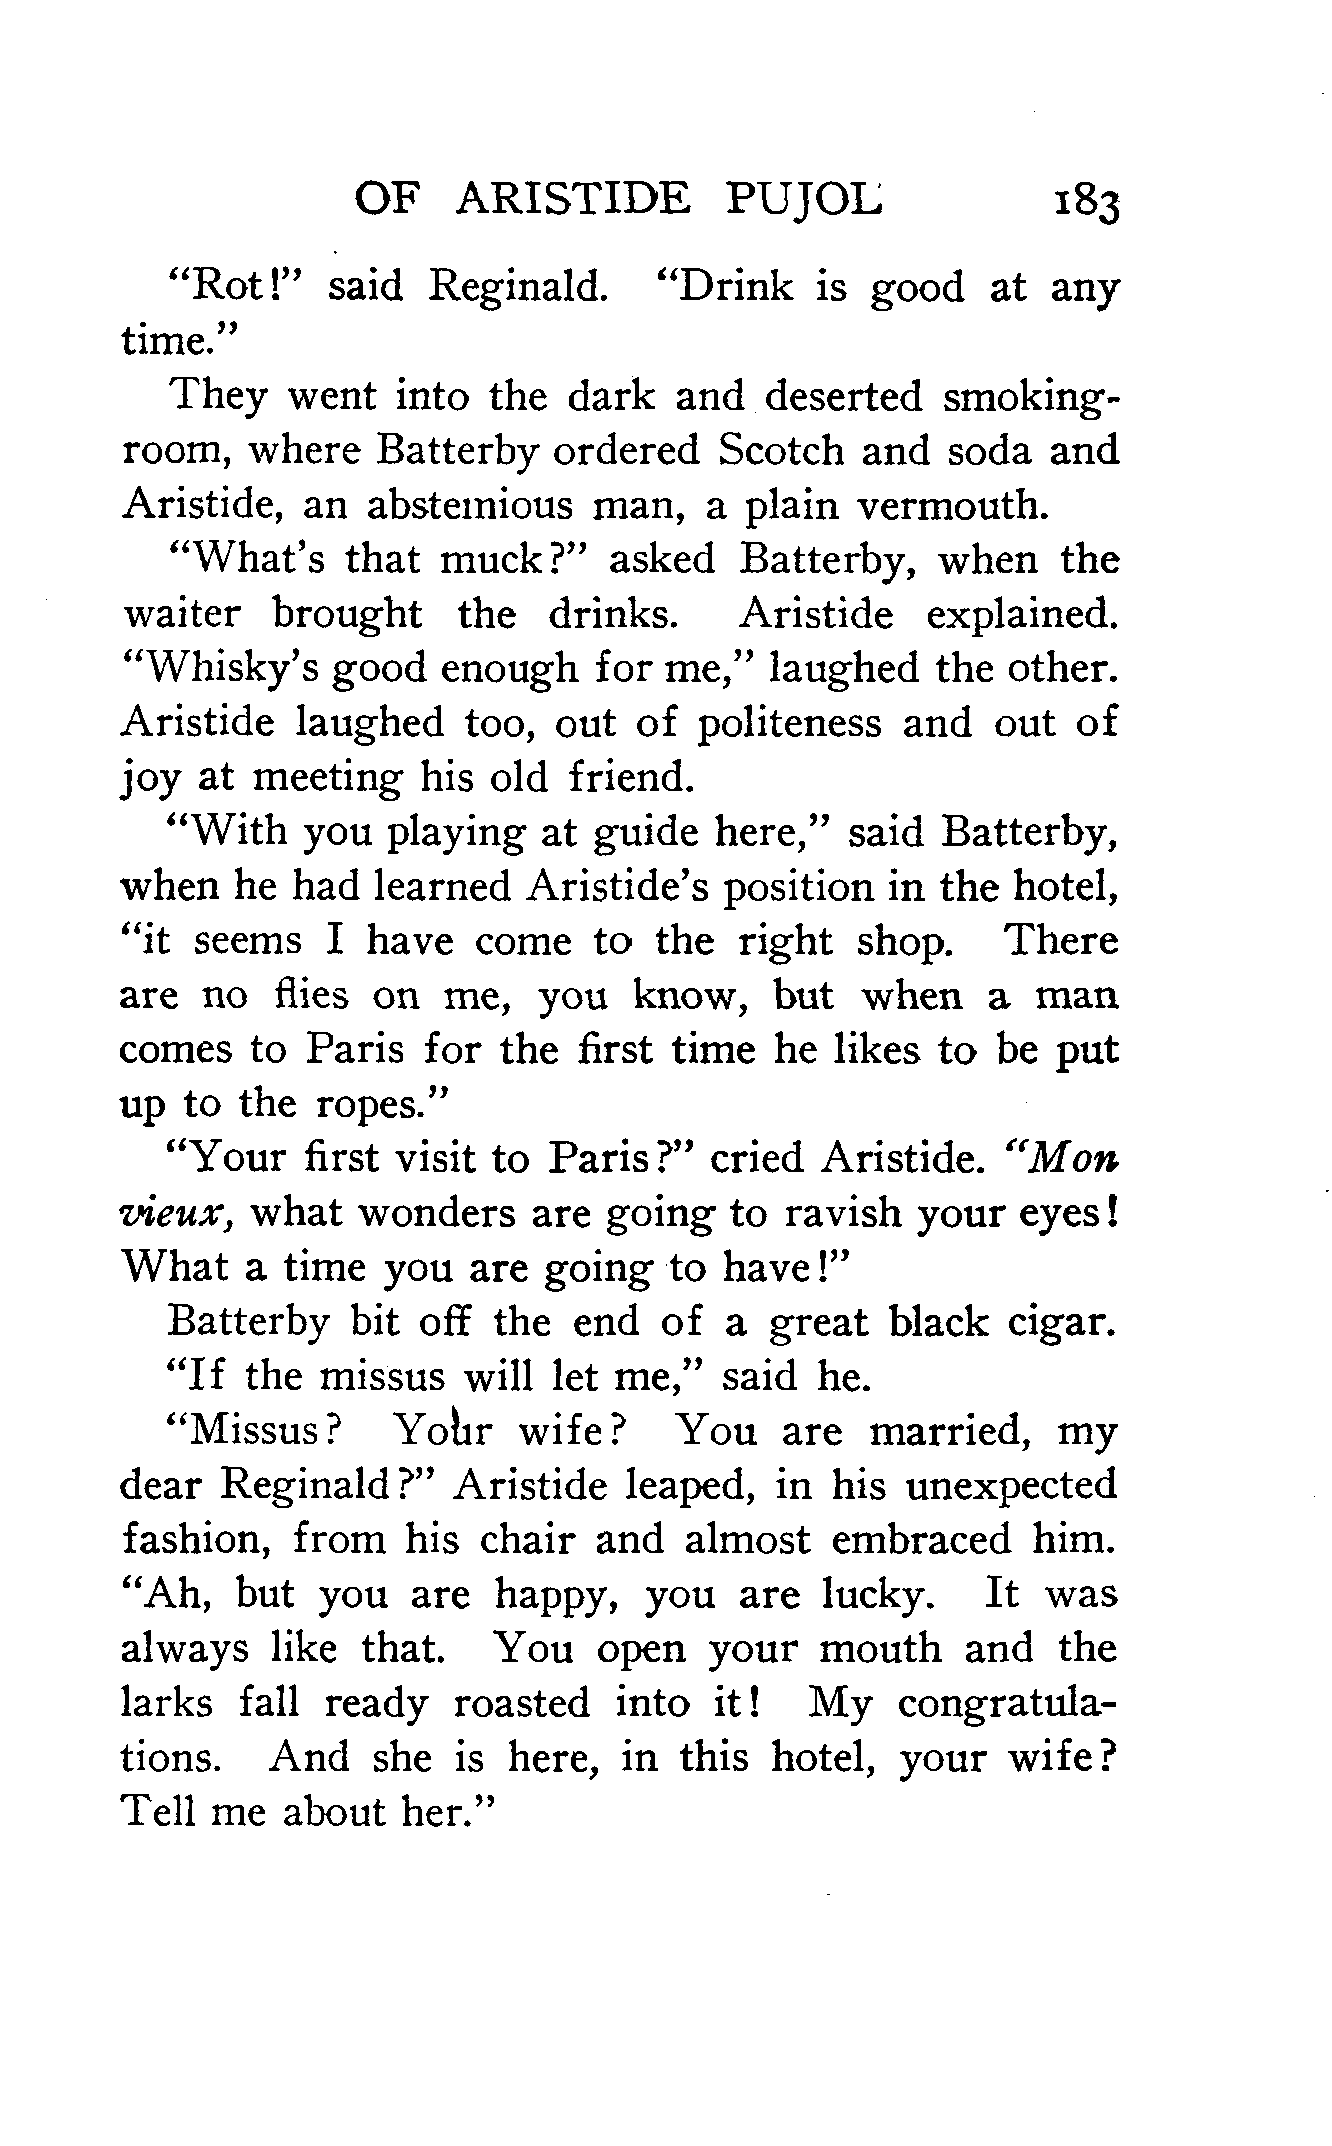 OF ARISTIDE PUJOL 183
"Rot!" said Reginald. "Drink is good at any
time."
They went into the dark and deserted smoking-
room, where Batterby ordered Scotch and soda and
Aristide, an abstemious man, a plain vermouth.
"What's that muck?" asked Batterby, when the
waiter brought the drinks. Aristide explained.
"Whisky's good enough for me," laughed the other.
Aristide laughed too, out of politeness and out of
joy at meeting his old friend.
"With you playing at guide here," said Batterby,
when he had learned Aristide's position in the hotel,
"it seems I have come to the right shop. There
are no flies on me, you know, but when a man
comes to Paris for the first time he likes to be put
up to the ropes."
"Your first visit to Paris?" cried Aristide. "Mon
vieux, what wonders are going to ravish your eyes!
What a time you are going to have!"
Batterby bit off the end of a great black cigar.
"If the missus will let me," said he.
"Missus? Your wife? You are married, my
dear Reginald?" Aristide leaped, in his unexpected
fashion, from his chair and almost embraced him.
"Ah, but you are happy, you are lucky. It was
always like that. You open your mouth and the
larks fall ready roasted into it! My congratula-
tions. And she is here, in this hotel, your wife?
Tell me about her."